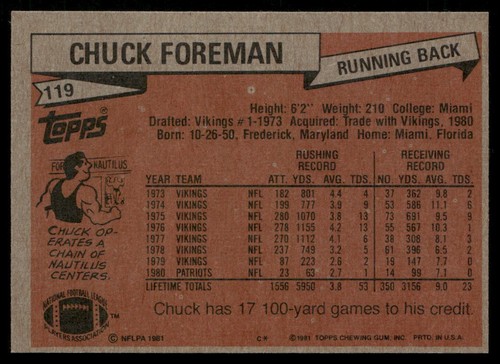 CHUCK FOREMAN
RUNNING BACK
119
TOPPS
Height: 6'2" Weight: 210 College: Miami
Drafted: Vikings #1-1973 Acquired: Trade with Vikings, 1980
Born: 10-26-50, Frederick, Maryland Home: Miami, Florida
RUSHING RECORD RECEIVING RECORD
YEAR TEAM ATT. YDS. AVG. TDS NO. YDS. AVG. TDS
1973 VIKINGS NFL 182 801 4.4 4 37 362 9.8 2
1974 VIKINGS NFL 199 777 3.9 9 53 586 11.1 6
1975 VIKINGS NFL 280 1070 3.8 13 73 691 9.5 9
1976 VIKINGS NFL 278 1155 4.2 13 55 567 10.3 1
1977 VIKINGS NFL 270 1112 4.1 6 38 308 8.1 3
1978 VIKINGS NFL 237 749 3.2 5 61 396 6.5 2
1979 VIKINGS NFL 87 223 2.6 2 19 147 7.7 0
1980 PATRIOTS NFL 23 63 2.7 1 14 99 7.1 0
LIFETIME TOTALS 1556 5950 3.8 53 350 3156 9.0 23
FOR NAUTILUS
CHUCK OP-
ERATES A
CHAIN OF
NAUTILUS
CENTERS.
Chuck has 17 100-yard games to his credit.
NATIONAL FOOTBALL LEAGUE
PLAYERS ASSOCIATION
© NFLPA 1981 C* ©1981 TOPPS CHEWING GUM, INC. PRTD. IN U.S.A.